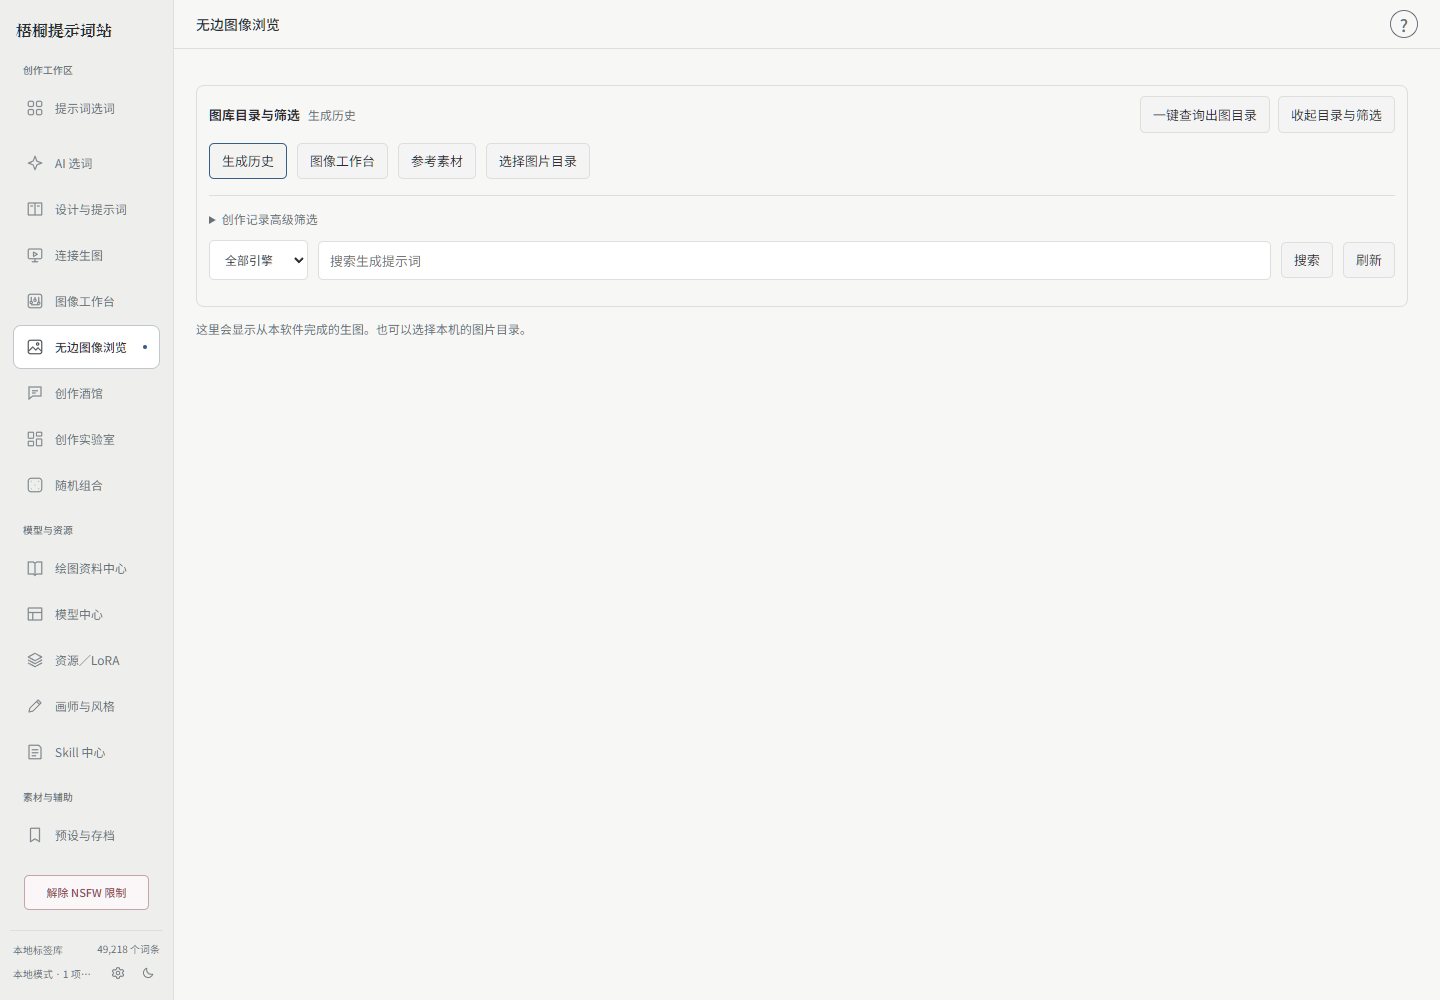 梧桐提示词站
创作工作区
提示词选词
AI 选词
设计与提示词
连接生图
图像工作台
无边图像浏览
创作酒馆
创作实验室
随机组合
模型与资源
绘图资料中心
模型中心
资源／LoRA
画师与风格
Skill 中心
素材与辅助
预设与存档
解除 NSFW 限制
本地标签库 49,218 个词条
本地模式 · 1 项…
无边图像浏览
?
图库目录与筛选 生成历史
一键查询出图目录 收起目录与筛选
生成历史 图像工作台 参考素材 选择图片目录
▶ 创作记录高级筛选
全部引擎 搜索生成提示词 搜索 刷新
这里会显示从本软件完成的生图。也可以选择本机的图片目录。